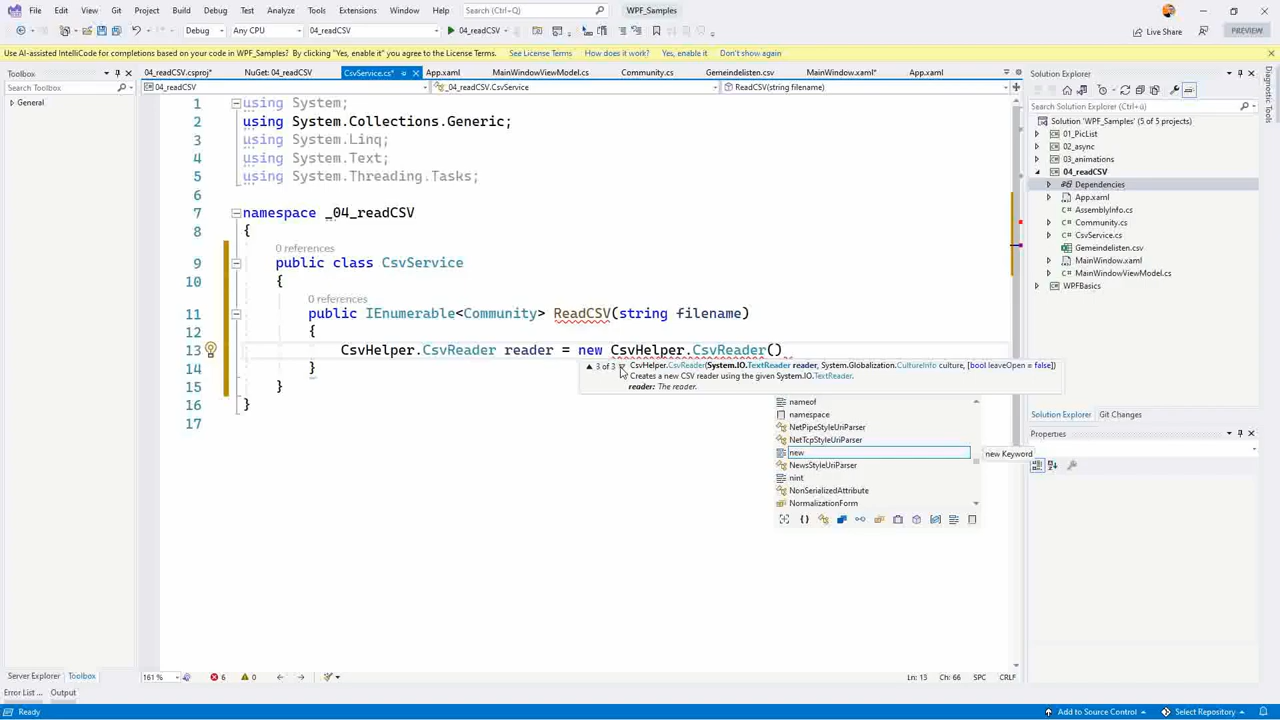 File Edit View Git Project Build Debug Test Analyze Tools Extensions Window Help Search (Ctrl+Q) WPF_Samples
Debug Any CPU 04_readCSV 04_readCSV Live Share PREVIEW
Use AI-assisted IntelliCode for completions based on your code in WPF_Samples? By clicking "Yes, enable it" you agree to the License Terms. See License Terms How does it work? Yes, enable it Don't show again
Toolbox
Search Toolbox
General
04_readCSV.csproj* NuGet: 04_readCSV CsvService.cs* App.xaml MainWindowViewModel.cs Community.cs Gemeindelisten.csv MainWindow.xaml* App.xaml
04_readCSV _04_readCSV.CsvService ReadCSV(string filename)
1 using System;
2 using System.Collections.Generic;
3 using System.Linq;
4 using System.Text;
5 using System.Threading.Tasks;
6
7 namespace _04_readCSV
8 {
0 references
9 public class CsvService
10 {
0 references
11 public IEnumerable<Community> ReadCSV(string filename)
12 {
13 CsvHelper.CsvReader reader = new CsvHelper.CsvReader()
14 }
15 }
16 }
17
3 of 3 CsvHelper.CsvReader(System.IO.TextReader reader, System.Globalization.CultureInfo culture, [bool leaveOpen = false])
Creates a new CSV reader using the given System.IO.TextReader.
reader: The reader.
nameof
namespace
NetPipeStyleUriParser
NetTcpStyleUriParser
new
new Keyword
NewsStyleUriParser
nint
NonSerializedAttribute
NormalizationForm
Solution Explorer
Search Solution Explorer (Ctrl+ü)
Solution 'WPF_Samples' (5 of 5 projects)
01_PicList
02_async
03_animations
04_readCSV
Dependencies
App.xaml
AssemblyInfo.cs
Community.cs
CsvService.cs
Gemeindelisten.csv
MainWindow.xaml
MainWindowViewModel.cs
WPFBasics
Solution Explorer Git Changes
Properties
Diagnostic Tools
Server Explorer Toolbox
161 % 6 0 Ln: 13 Ch: 66 SPC CRLF
Error List ... Output
Ready Add to Source Control Select Repository